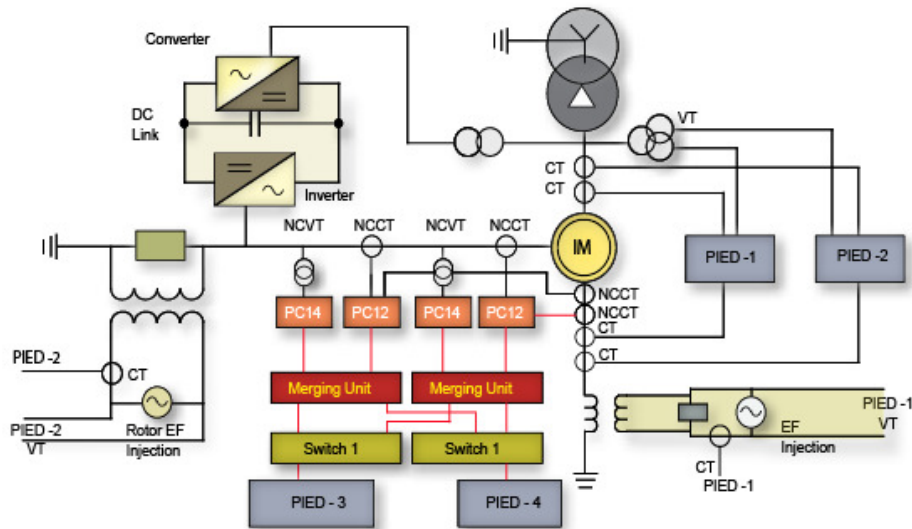 Converter
DC
Link
Inverter
VT
CT
CT
NCVT
NCCT
NCVT
NCCT
IM
PIED -1
PIED -2
PC14
PC12
PC14
PC12
NCCT
NCCT
CT
CT
PIED -2
CT
Merging Unit
Merging Unit
PIED -2
VT
Rotor EF
Injection
Switch 1
Switch 1
PIED - 3
PIED - 4
PIED -1
VT
EF
Injection
CT
PIED -1